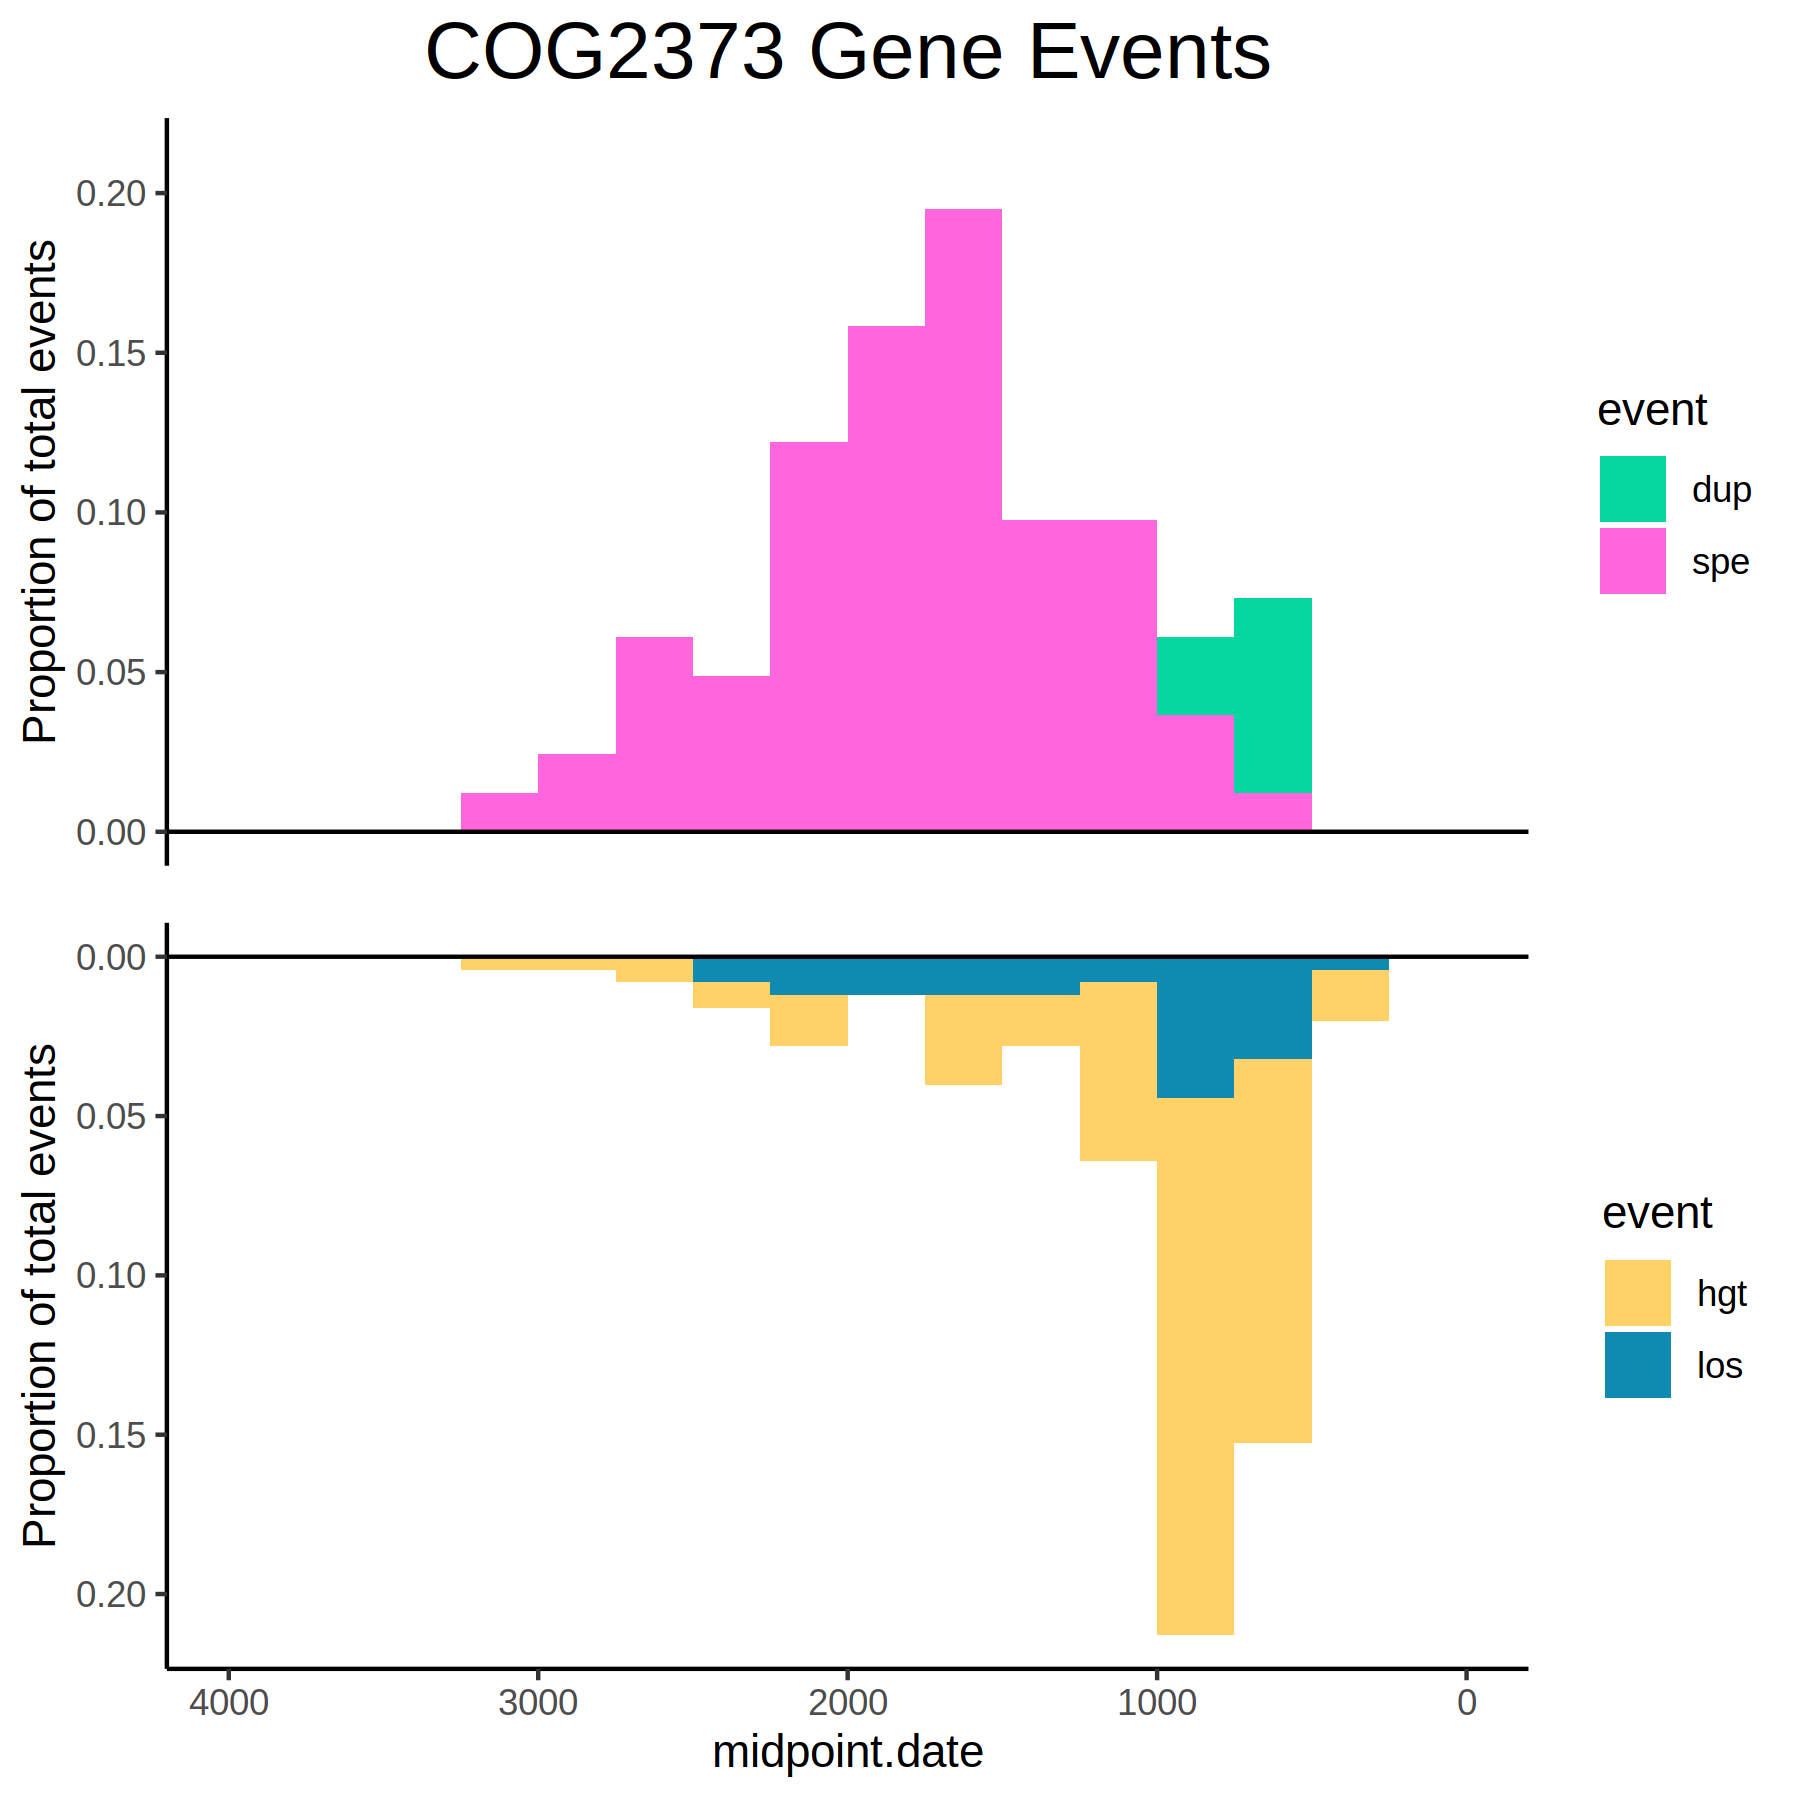 COG2373 Gene Events
Proportion of total events
0.20
0.15
0.10
0.05
0.00
event
dup
spe
Proportion of total events
0.00
0.05
0.10
0.15
0.20
event
hgt
los
4000 3000 2000 1000 0
midpoint.date